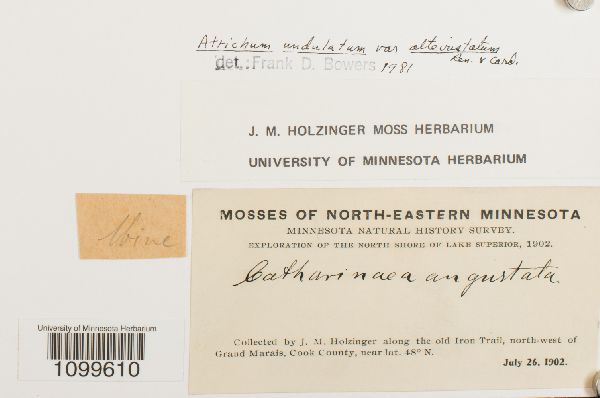 Atrichum undulatum var altecristatum
Ren. & Card.
det.: Frank D. Bowers 1981
J. M. HOLZINGER MOSS HERBARIUM
UNIVERSITY OF MINNESOTA HERBARIUM
MOSSES OF NORTH-EASTERN MINNESOTA
MINNESOTA NATURAL HISTORY SURVEY.
EXPLORATION OF THE NORTH SHORE OF LAKE SUPERIOR, 1902.
Catharinaea angustata
Collected by J. M. Holzinger along the old Iron Trail, north-west of
Grand Marais, Cook County, near lat. 48° N.
July 26, 1902.
University of Minnesota Herbarium
1099610